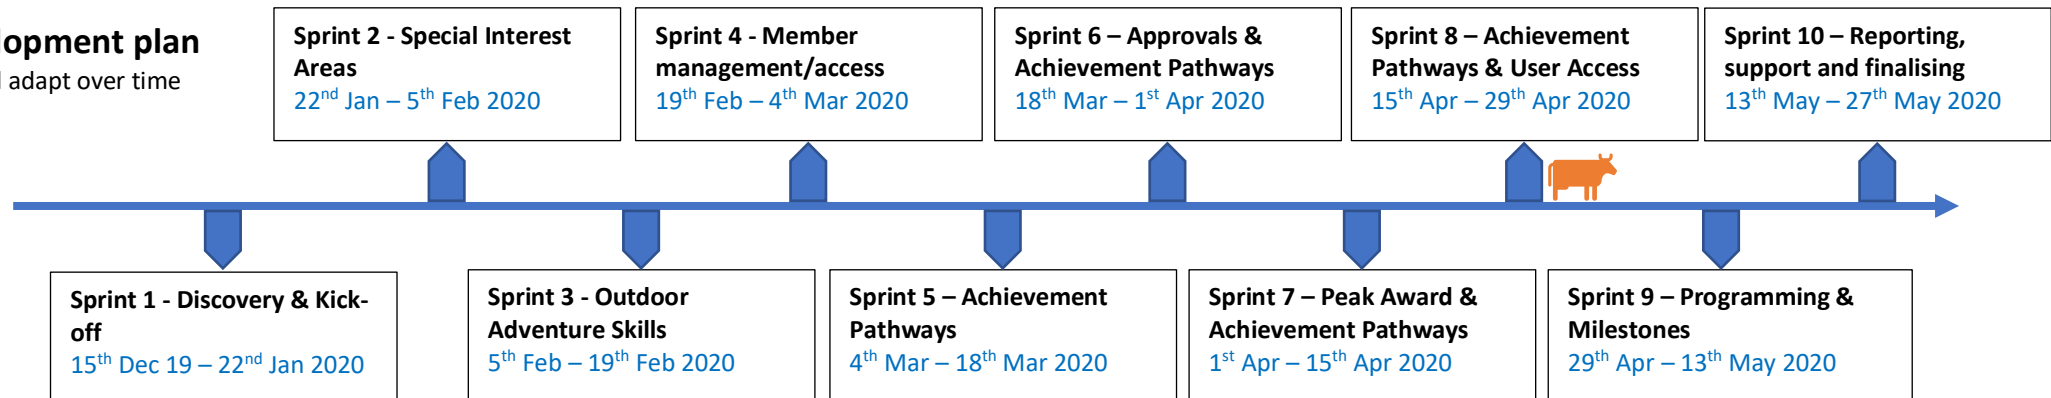 lopment plan
adapt over time
Sprint 2 - Special Interest
Areas
22nd Jan – 5th Feb 2020
Sprint 4 - Member
management/access
19th Feb – 4th Mar 2020
Sprint 6 – Approvals &
Achievement Pathways
18th Mar – 1st Apr 2020
Sprint 8 – Achievement
Pathways & User Access
15th Apr – 29th Apr 2020
Sprint 10 – Reporting,
support and finalising
13th May – 27th May 2020
Sprint 1 - Discovery & Kick-
off
15th Dec 19 – 22nd Jan 2020
Sprint 3 - Outdoor
Adventure Skills
5th Feb – 19th Feb 2020
Sprint 5 – Achievement
Pathways
4th Mar – 18th Mar 2020
Sprint 7 – Peak Award &
Achievement Pathways
1st Apr – 15th Apr 2020
Sprint 9 – Programming &
Milestones
29th Apr – 13th May 2020